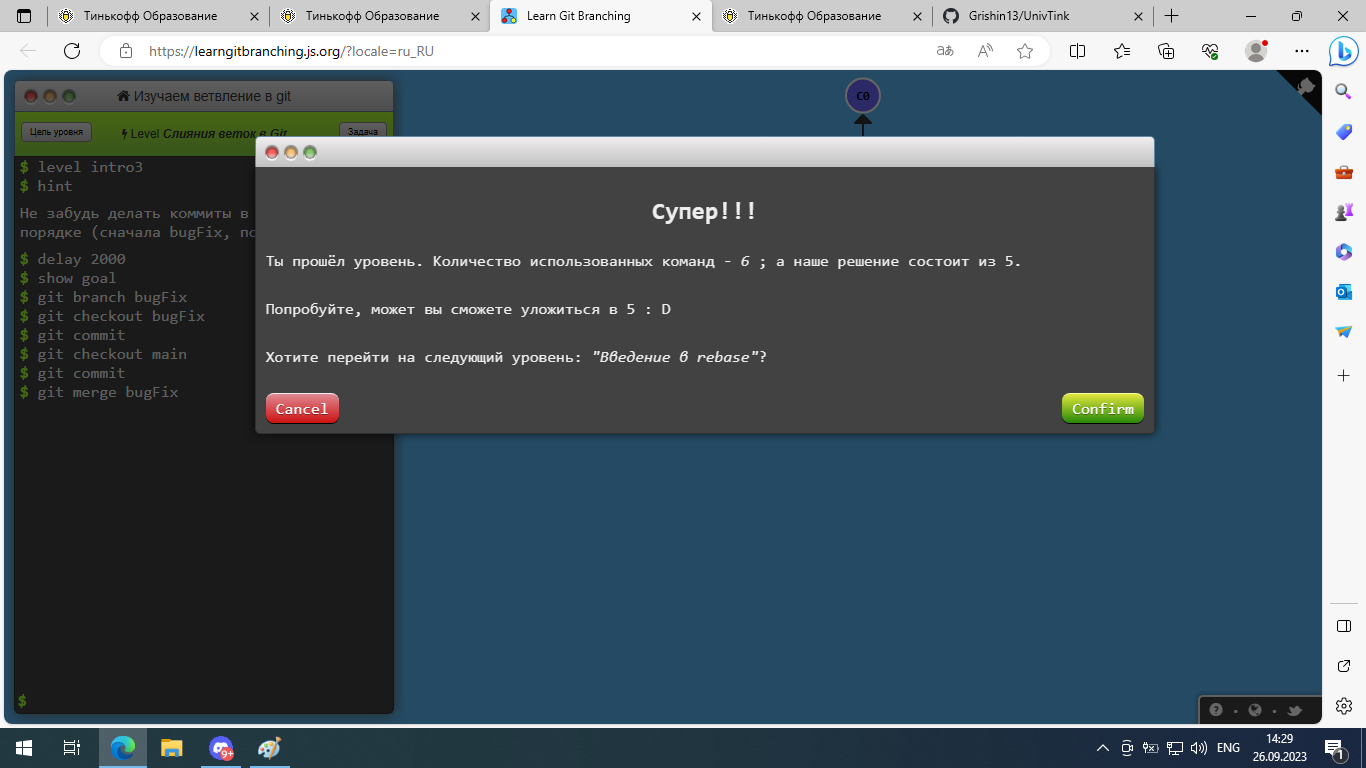 Тинькофф Образование
Тинькофф Образование
Learn Git Branching
Тинькофф Образование
Grishin13/UnivTink
https://learngitbranching.js.org/?locale=ru_RU
Изучаем ветвление в git
Цель уровня
Level Слияния веток в Git
Задача
C0
$ level intro3
$ hint
Не забудь делать коммиты в
порядке (сначала bugFix, по
$ delay 2000
$ show goal
$ git branch bugFix
$ git checkout bugFix
$ git commit
$ git checkout main
$ git commit
$ git merge bugFix
$
Супер!!!
Ты прошёл уровень. Количество использованных команд - 6 ; а наше решение состоит из 5.
Попробуйте, может вы сможете уложиться в 5 : D
Хотите перейти на следующий уровень: "Введение в rebase"?
Cancel
Confirm
9+
ENG
14:29
26.09.2023
1